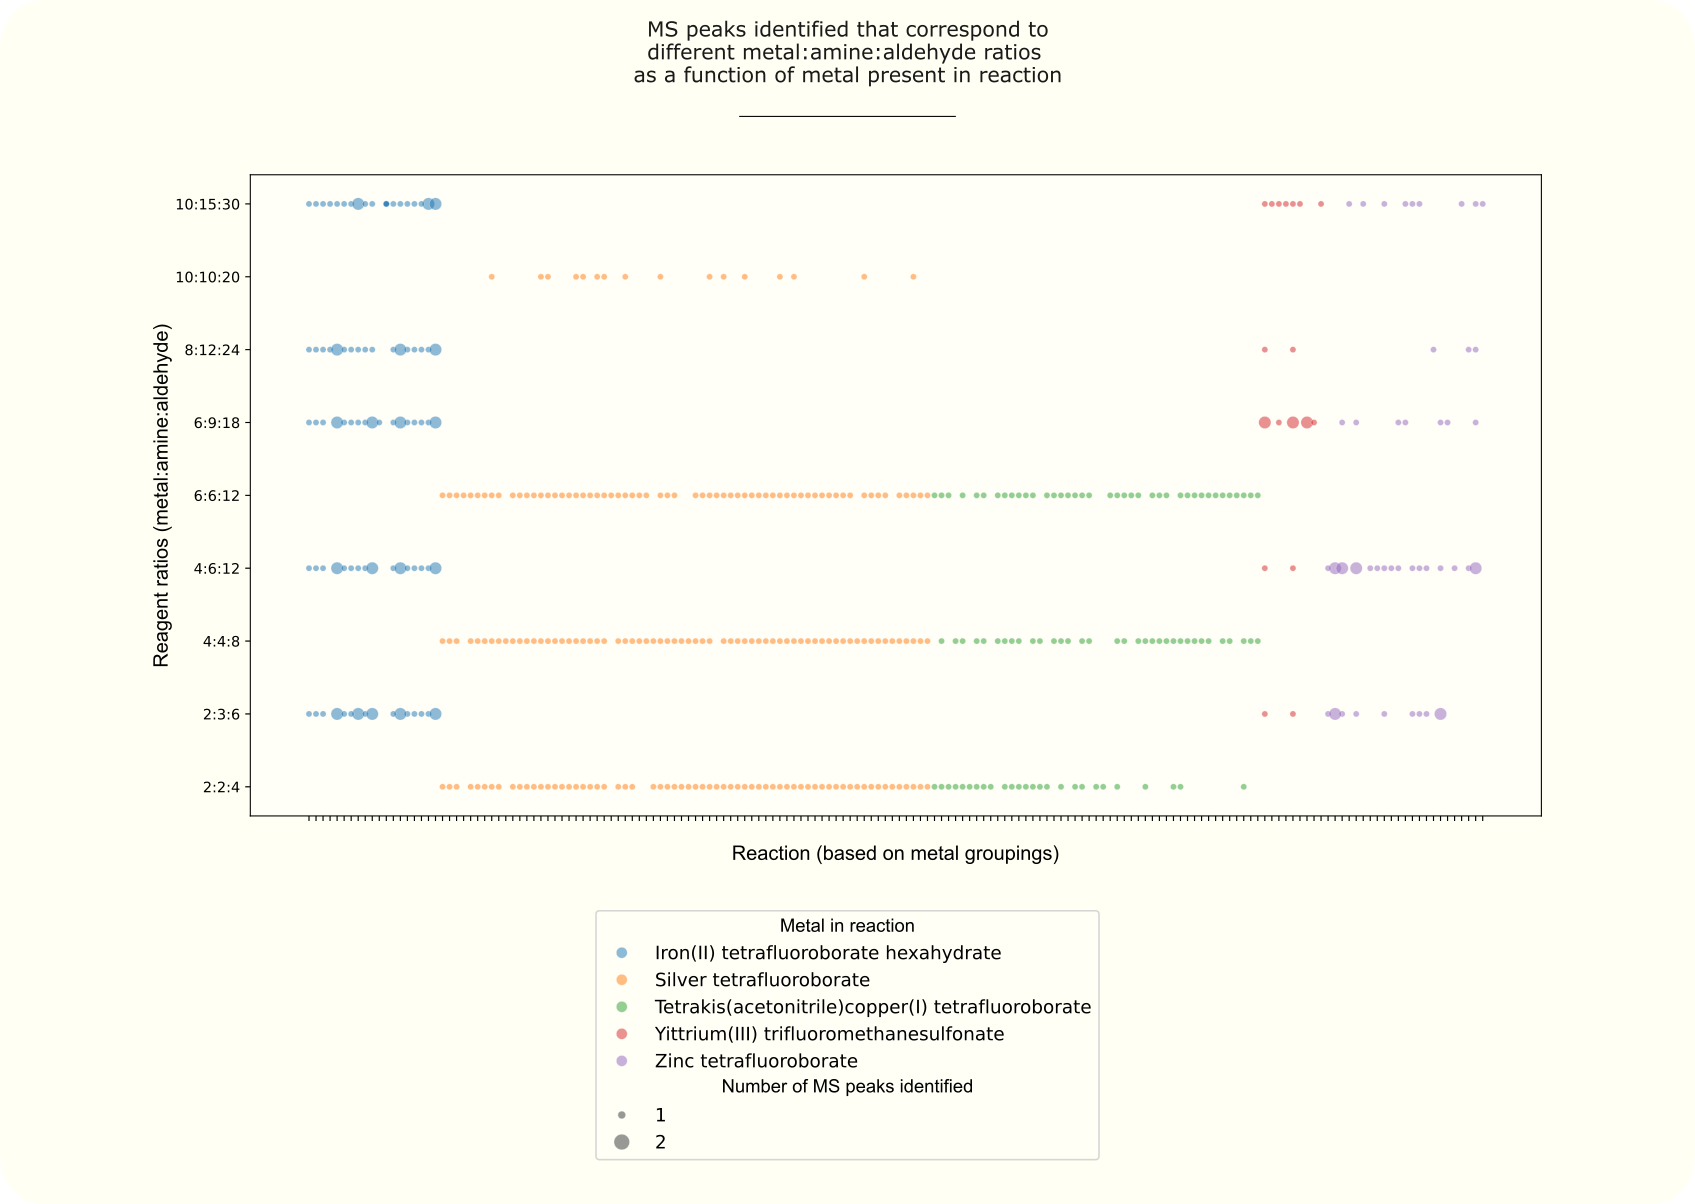 MS peaks identified that correspond to
different metal:amine:aldehyde ratios
as a function of metal present in reaction
Reagent ratios (metal:amine:aldehyde)
10:15:30
10:10:20
8:12:24
6:9:18
6:6:12
4:6:12
4:4:8
2:3:6
2:2:4
Reaction (based on metal groupings)
Metal in reaction
Iron(II) tetrafluoroborate hexahydrate
Silver tetrafluoroborate
Tetrakis(acetonitrile)copper(I) tetrafluoroborate
Yittrium(III) trifluoromethanesulfonate
Zinc tetrafluoroborate
Number of MS peaks identified
1
2